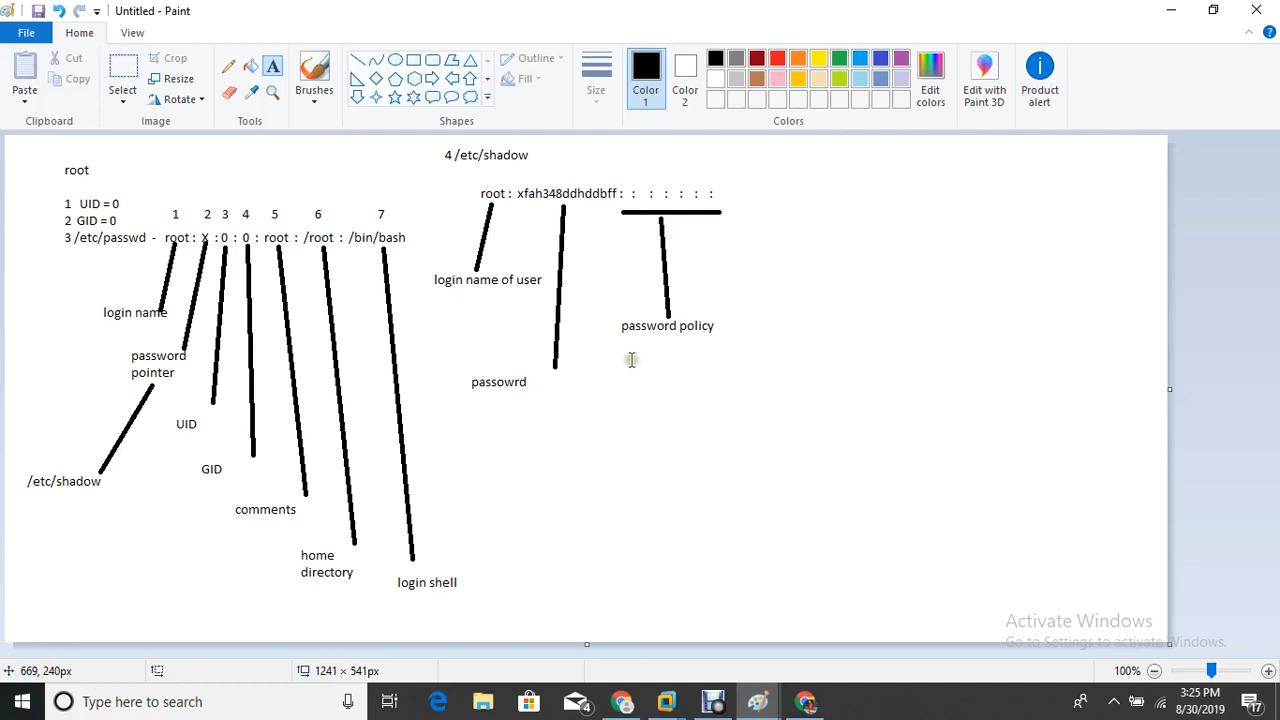 Untitled - Paint
File
Home
View
Paste
Cut
Copy
Clipboard
Select
Crop
Resize
Rotate
Image
A
Tools
Brushes
Outline
Fill
Shapes
Size
Color 1
Color 2
Edit colors
Colors
Edit with Paint 3D
Product alert
root
1 UID = 0
2 GID = 0
1 2 3 4 5 6 7
3 /etc/passwd - root : X : 0 : 0 : root : /root : /bin/bash
login name
password
pointer
/etc/shadow
UID
GID
comments
home
directory
login shell
4 /etc/shadow
root : xfah348ddhddbff : : : : : : :
login name of user
passowrd
password policy
Activate Windows
Go to Settings to activate Windows.
669, 240px
1241 × 541px
100%
Type here to search
4
3:25 PM
8/30/2019
17